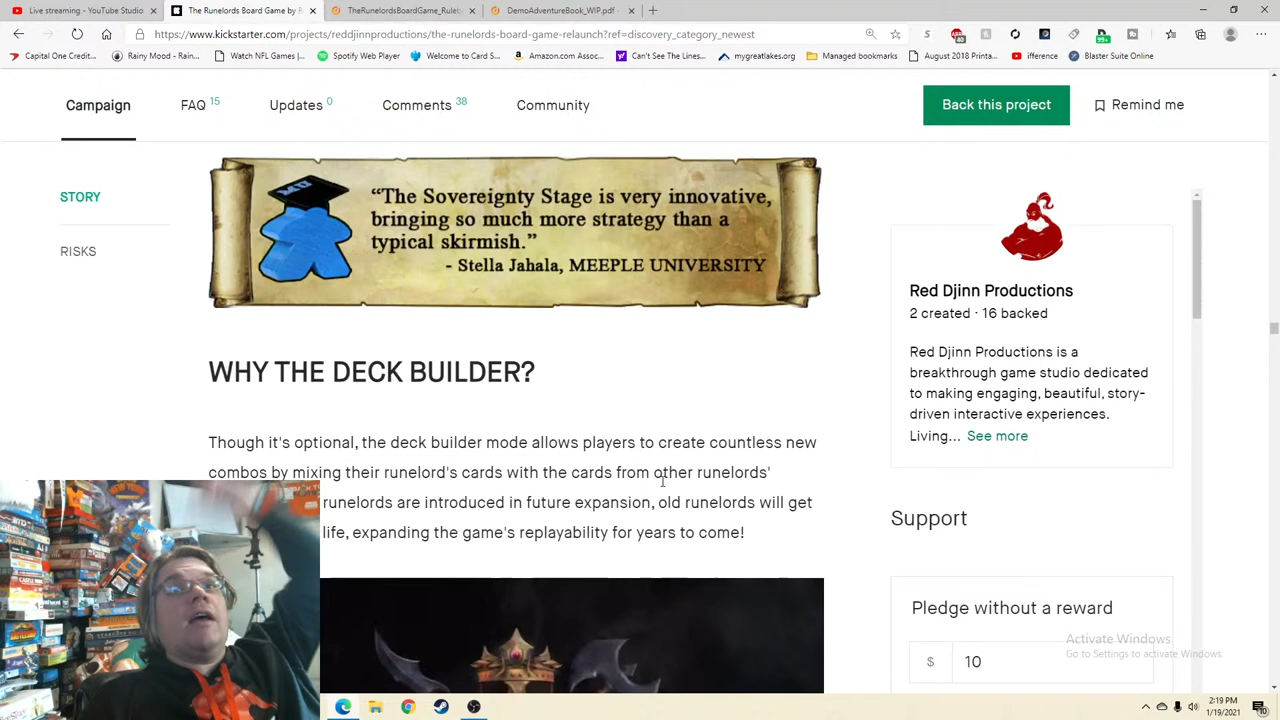 Live streaming - YouTube Studio
The Runelords Board Game by R
TheRunelordsBoardGame_Rulel
DemoAdventureBook_WIP.pdf
https://www.kickstarter.com/projects/reddjinnproductions/the-runelords-board-game-relaunch?ref=discovery_category_newest
40
99+
Capital One Credit...
Rainy Mood - Rain...
Watch NFL Games |...
Spotify Web Player
Welcome to Card S...
Amazon.com Assoc...
Can't See The Lines...
mygreatlakes.org
Managed bookmarks
August 2018 Printa...
ifference
Blaster Suite Demo
Campaign
FAQ 15
Updates 0
Comments 38
Community
Back this project
Remind me
STORY
RISKS
MU
“The Sovereignty Stage is very innovative,
bringing so much more strategy than a
typical skirmish.”
- Stella Jahala, MEEPLE UNIVERSITY
WHY THE DECK BUILDER?
Though it's optional, the deck builder mode allows players to create countless new
combos by mixing their runelord's cards with the cards from other runelords'
runelords are introduced in future expansion, old runelords will get
life, expanding the game's replayability for years to come!
Red Djinn Productions
2 created · 16 backed
Red Djinn Productions is a
breakthrough game studio dedicated
to making engaging, beautiful, story-
driven interactive experiences.
Living... See more
Support
Pledge without a reward
$ 10
Activate Windows
Go to Settings to activate Windows.
2:19 PM
1/19/2021
10